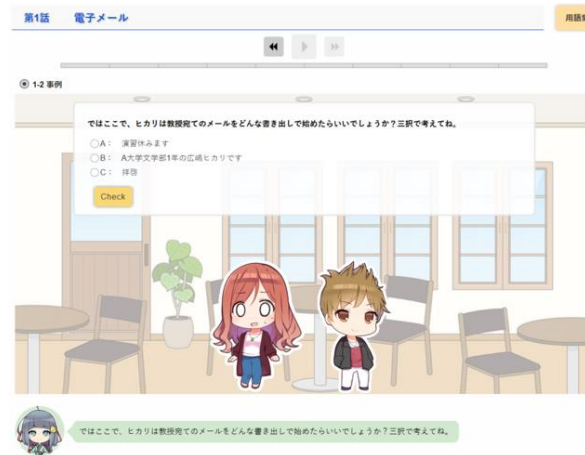 第1話 電子メール
用語集
1-2 事例
ではここで、ヒカリは教授宛てのメールをどんな書き出しで始めたらいいでしょうか？三択で考えてね。
A： 演習休みます
B： A大学文学部1年の広嶋ヒカリです
C： 拝啓
Check
ではここで、ヒカリは教授宛てのメールをどんな書き出しで始めたらいいでしょうか？三択で考えてね。